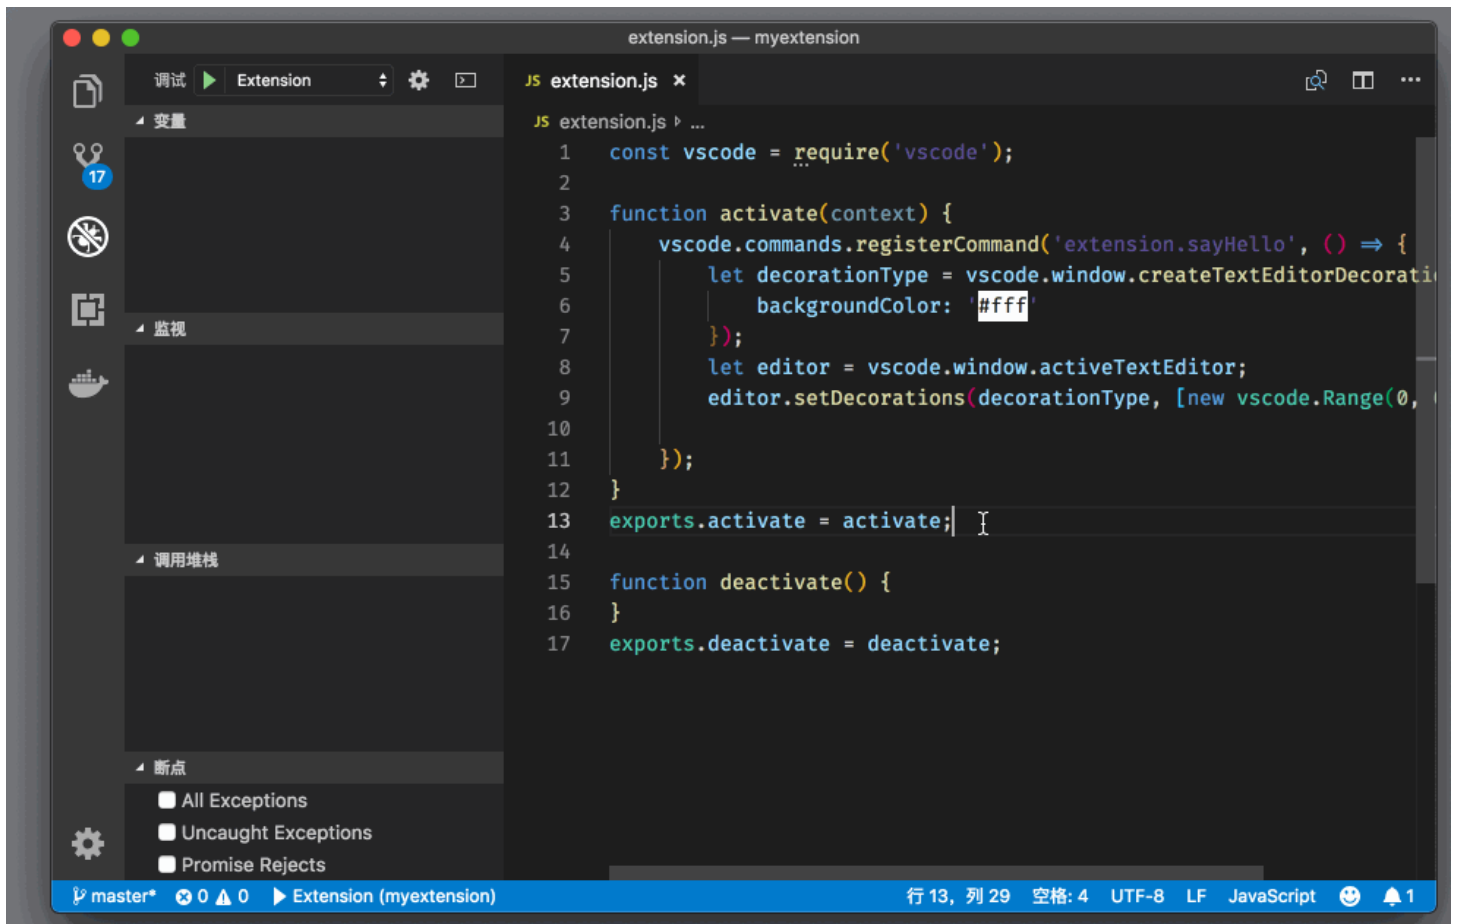 extension.js — myextension
调试 Extension
JS extension.js ×
变量
JS extension.js ▷ ...
17
1 const vscode = require('vscode');
2
3 function activate(context) {
4 vscode.commands.registerCommand('extension.sayHello', () ⇒ {
5 let decorationType = vscode.window.createTextEditorDecorati
6 backgroundColor: '#fff'
7 });
8 let editor = vscode.window.activeTextEditor;
9 editor.setDecorations(decorationType, [new vscode.Range(0,
10
11 });
12 }
13 exports.activate = activate;
14
15 function deactivate() {
16 }
17 exports.deactivate = deactivate;
监视
调用堆栈
断点
All Exceptions
Uncaught Exceptions
Promise Rejects
master* 0 0 Extension (myextension) 行 13，列 29 空格: 4 UTF-8 LF JavaScript 1